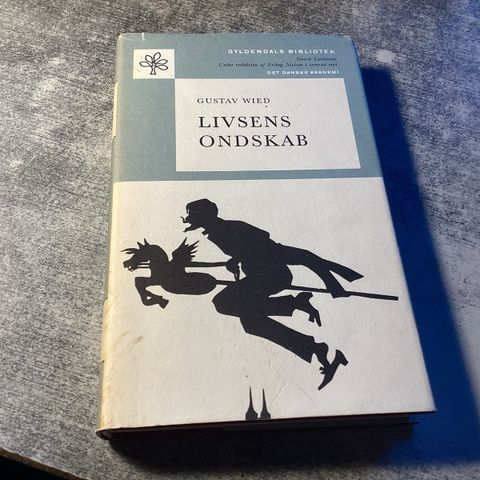 GYLDENDALS BIBLIOTEK
Dansk Litteratur
Under redaktion af Erling Nielsen i samråd med
DET DANSKE AKADEMI
GUSTAV WIED
LIVSENS
ONDSKAB